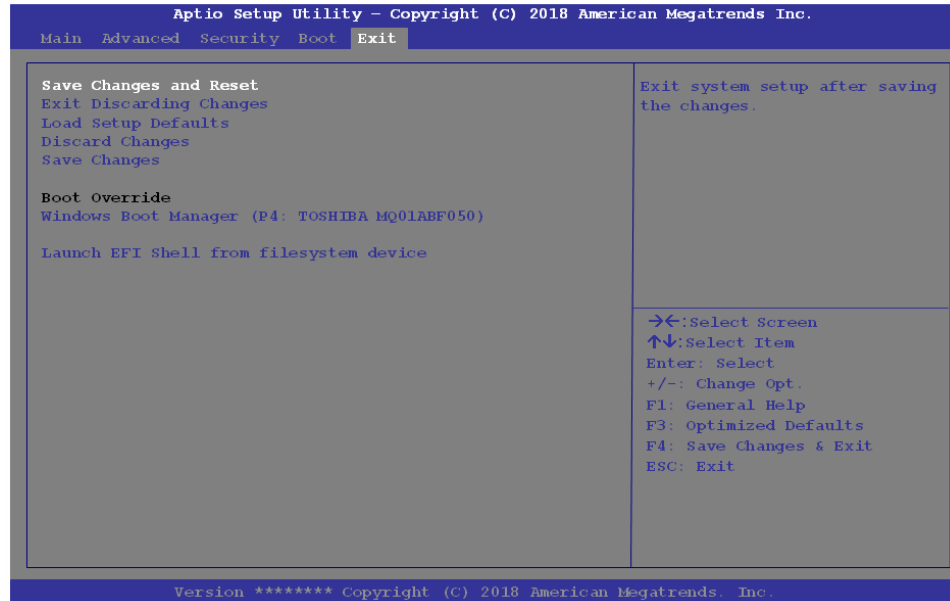 Aptio Setup Utility – Copyright (C) 2018 American Megatrends Inc.
Main Advanced Security Boot Exit
Save Changes and Reset
Exit Discarding Changes
Load Setup Defaults
Discard Changes
Save Changes
Boot Override
Windows Boot Manager (P4: TOSHIBA MQ01ABF050)
Launch EFI Shell from filesystem device
Exit system setup after saving
the changes.
→←:Select Screen
↑↓:Select Item
Enter: Select
+/-: Change Opt.
F1: General Help
F3: Optimized Defaults
F4: Save Changes & Exit
ESC: Exit
Version ******** Copyright (C) 2018 American Megatrends. Inc.